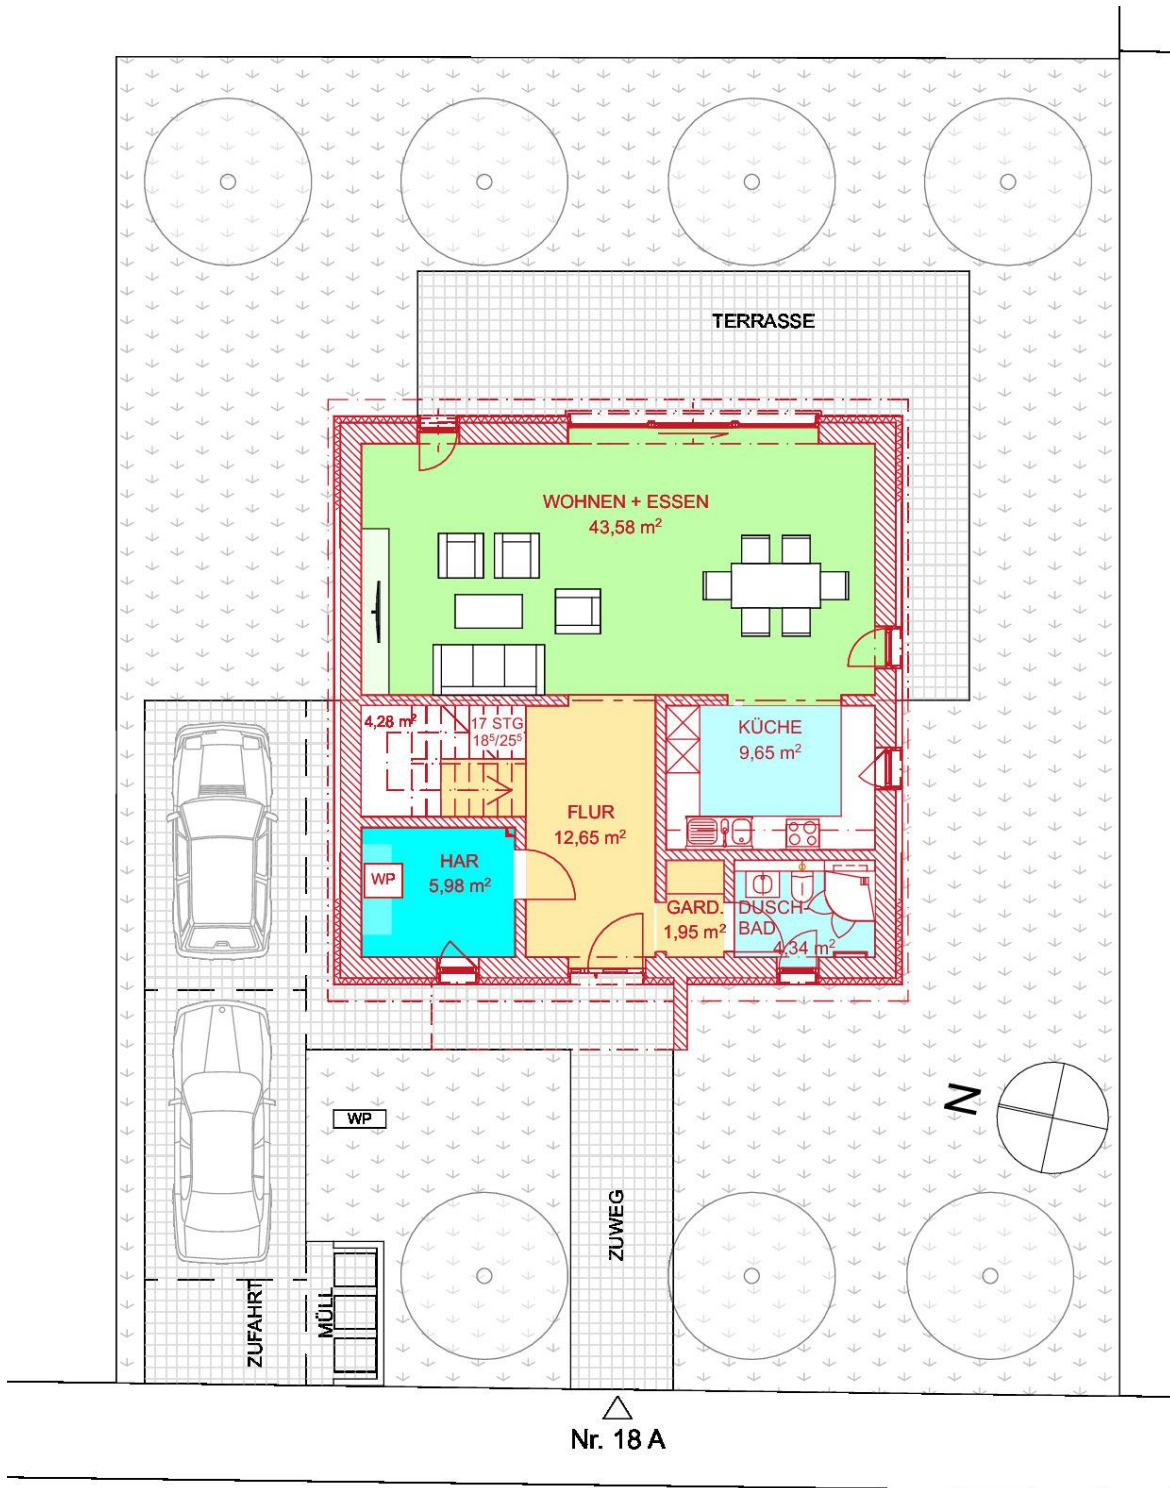 TERRASSE
WOHNEN + ESSEN
43,58 m²
4,28 m²
17 STG
18⁵/25⁵
KÜCHE
9,65 m²
FLUR
12,65 m²
HAR
5,98 m²
WP
GARD.
1,95 m²
DUSCH-
BAD
4,34 m²
N
WP
ZUWEG
ZUFAHRT
MÜLL
Nr. 18 A